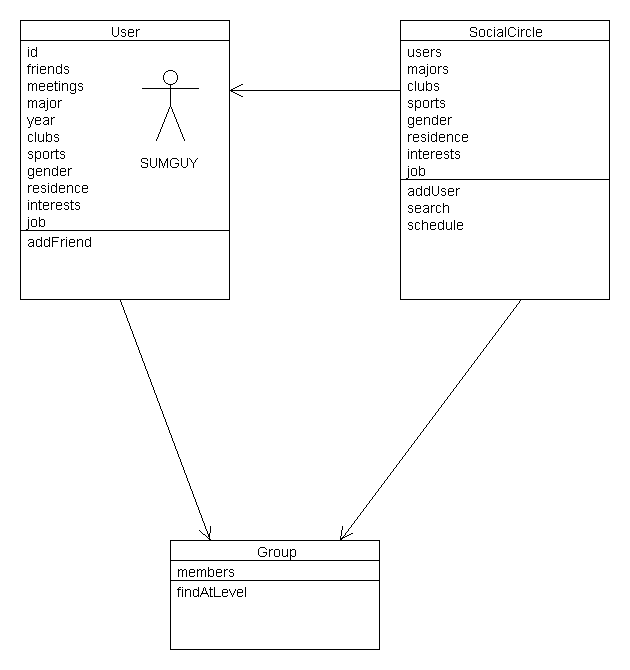 User
id
friends
meetings
major
year
clubs
sports
gender
residence
interests
job
addFriend
SUMGUY
SocialCircle
users
majors
clubs
sports
gender
residence
interests
job
addUser
search
schedule
Group
members
findAtLevel